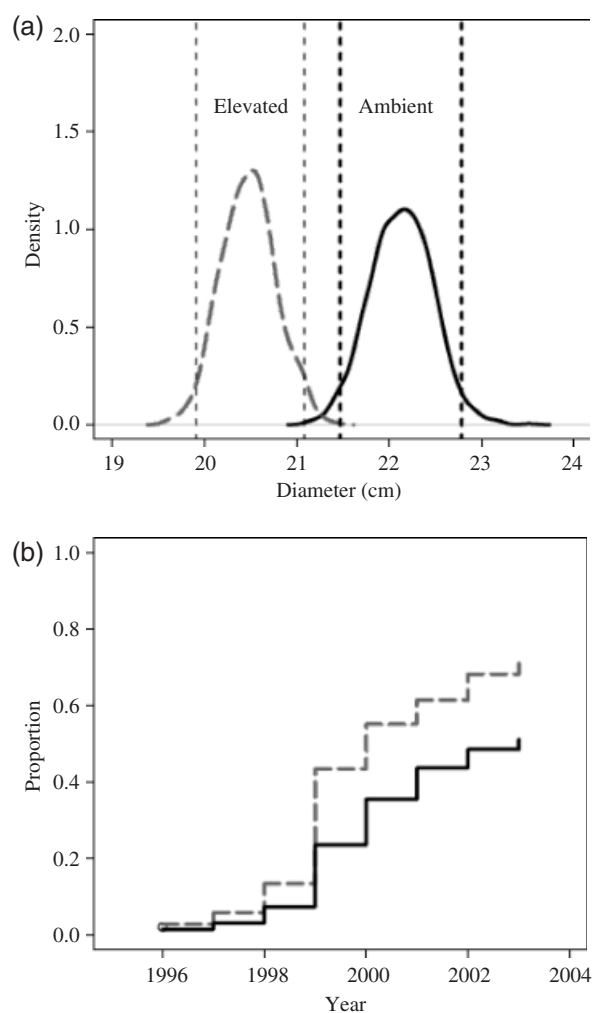 (a)
2.0
1.5
1.0
0.5
0.0
Density
Elevated Ambient
19 20 21 22 23 24
Diameter (cm)
(b)
1.0
0.8
0.6
0.4
0.2
0.0
Proportion
1996 1998 2000 2002 2004
Year